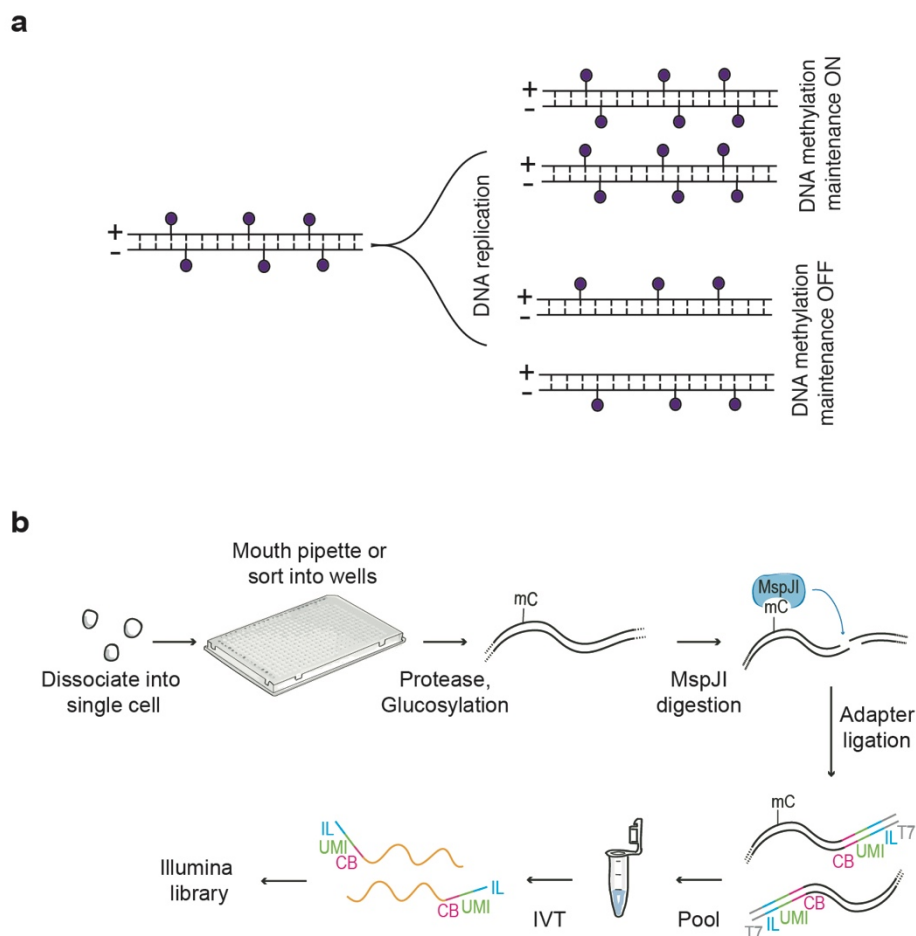 a
+
−
DNA replication
+
−
+
−
DNA methylation
maintenance ON
+
−
+
−
DNA methylation
maintenance OFF
b
Mouth pipette or
sort into wells
Dissociate into
single cell
Protease,
Glucosylation
mC
MspJI
digestion
MspJI
mC
Adapter
ligation
mC
CB
UMI
IL
T7
T7
IL
UMI
CB
Pool
IVT
IL
UMI
CB
CB
UMI
IL
Illumina
library